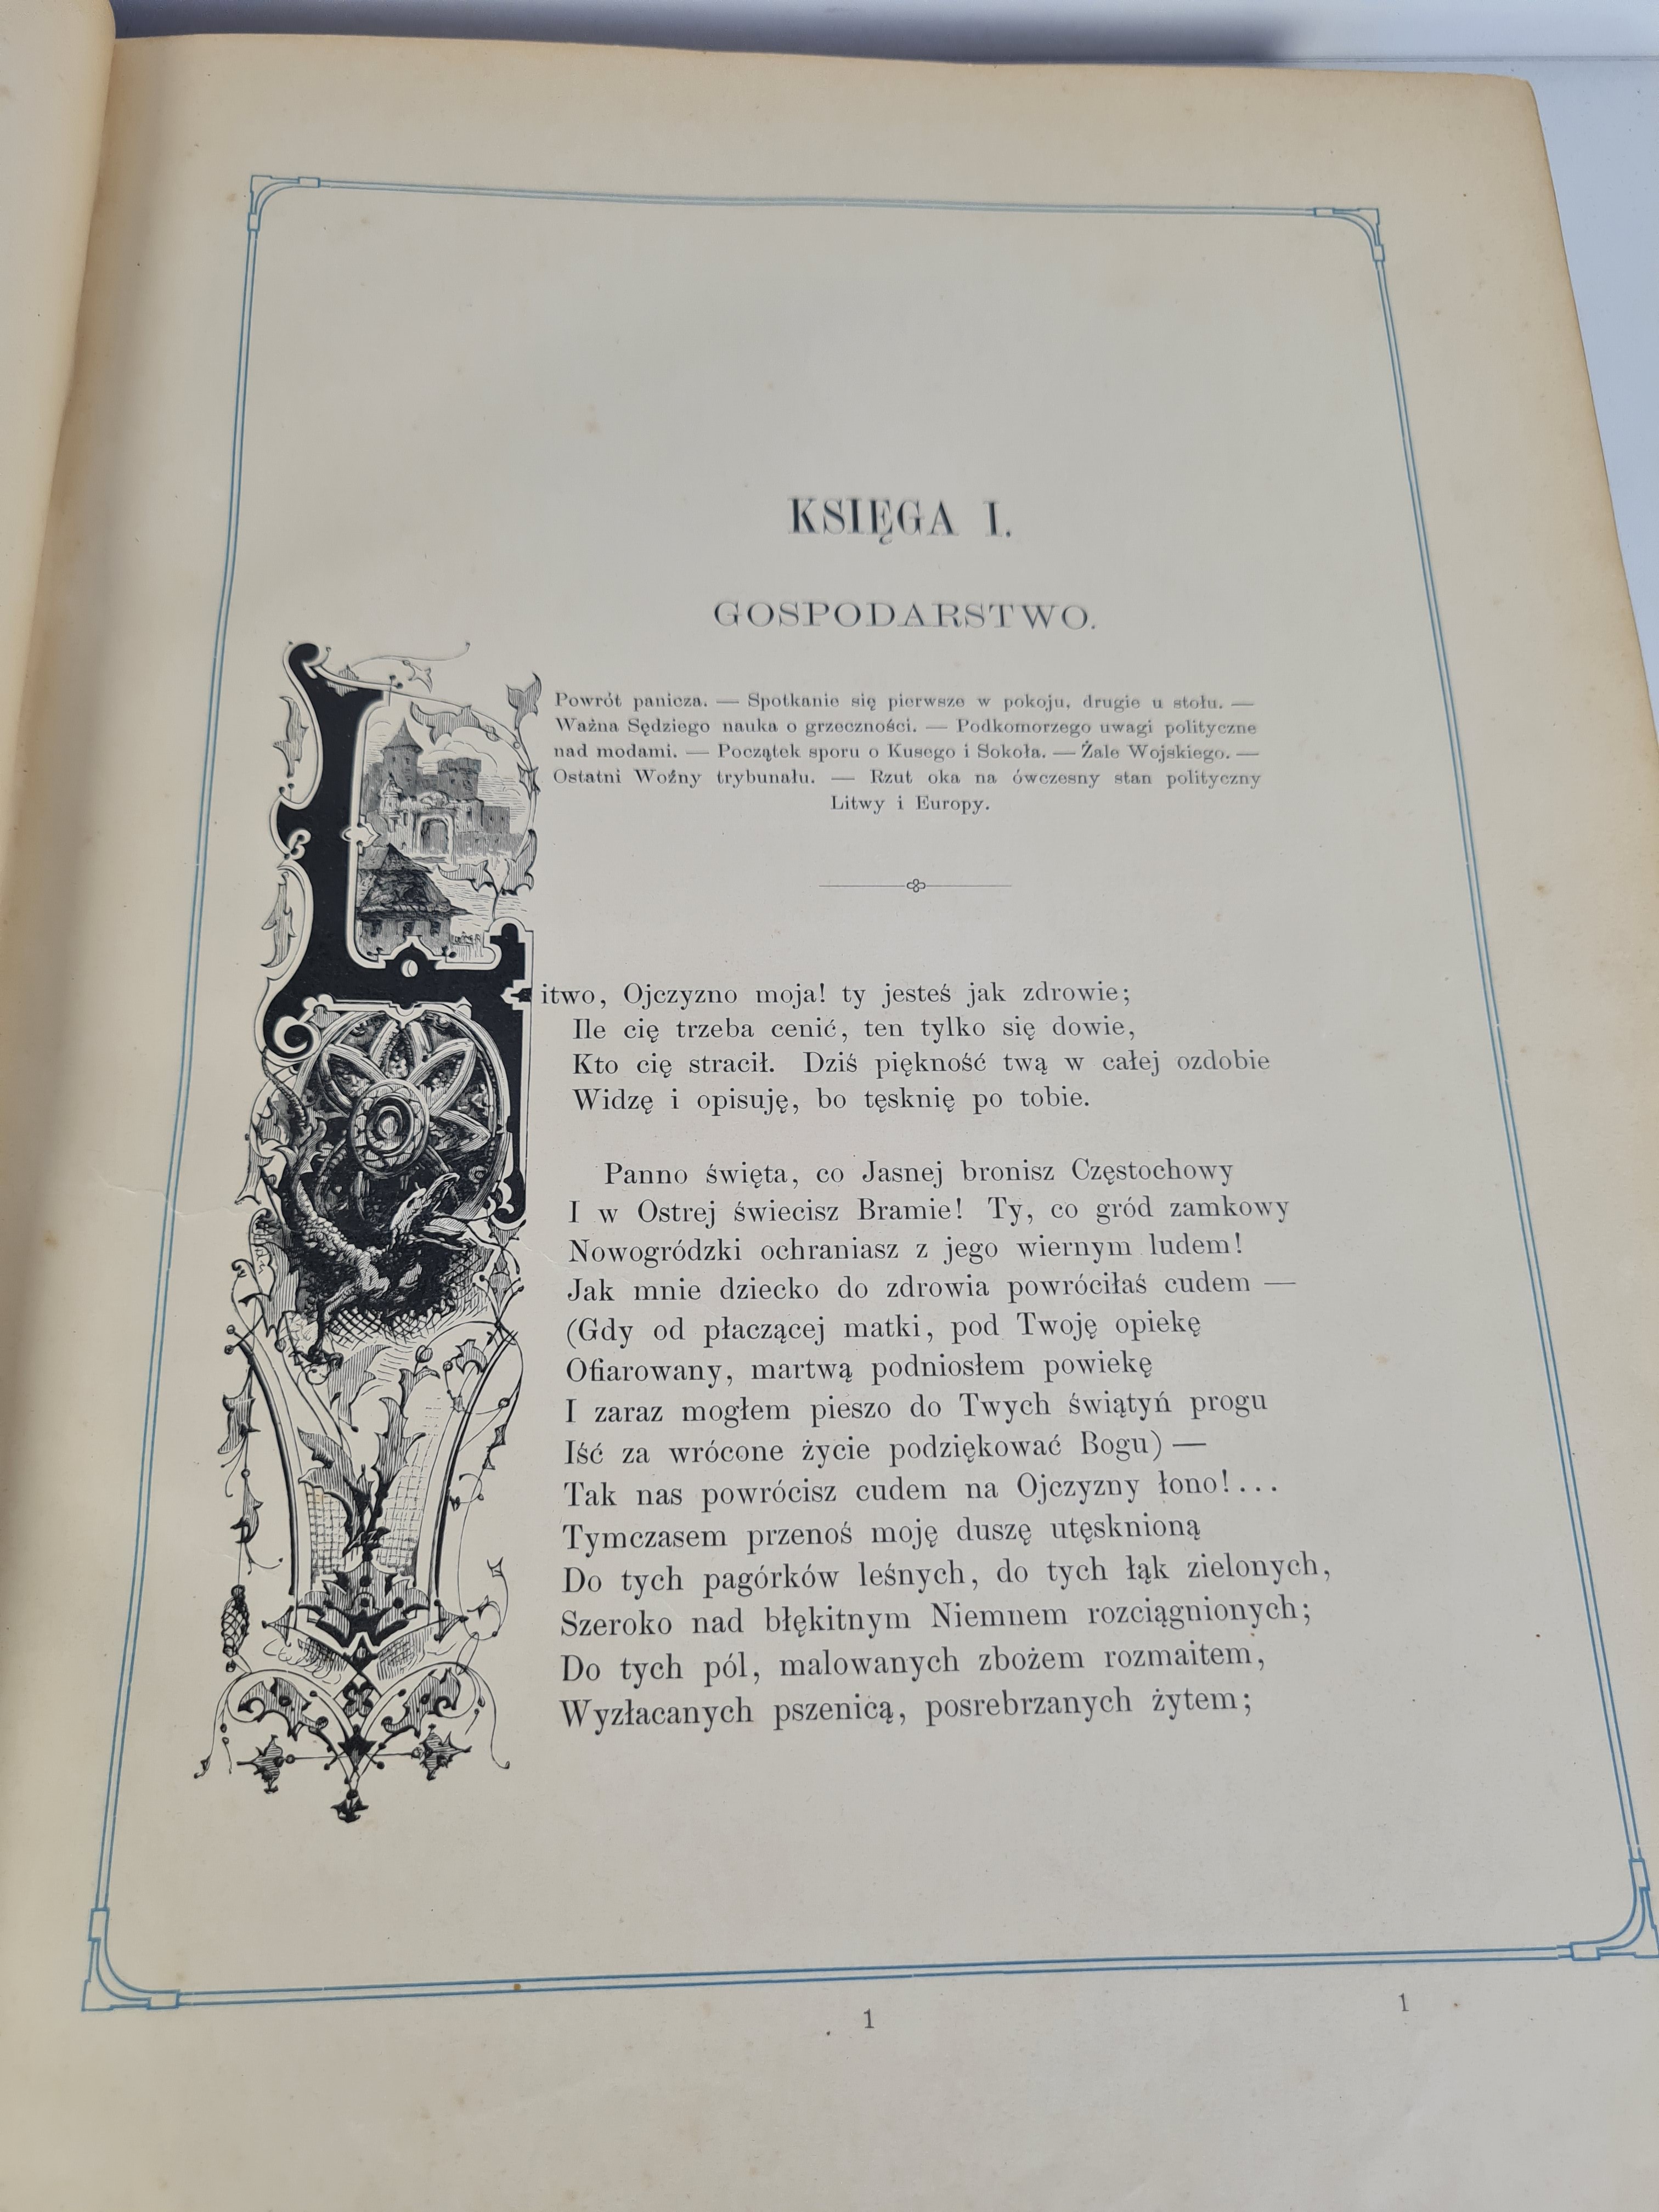 KSIĘGA I.
GOSPODARSTWO.
Powrót panicza. — Spotkanie się pierwsze w pokoju, drugie u stołu. —
Ważna Sędziego nauka o grzeczności. — Podkomorzego uwagi polityczne
nad modami. — Początek sporu o Kusego i Sokoła. — Żale Wojskiego. —
Ostatni Woźny trybunału. — Rzut oka na ówczesny stan polityczny
Litwy i Europy.
Litwo, Ojczyzno moja! ty jesteś jak zdrowie;
Ile cię trzeba cenić, ten tylko się dowie,
Kto cię stracił. Dziś piękność twą w całej ozdobie
Widzę i opisuję, bo tęsknię po tobie.
Panno święta, co Jasnej bronisz Częstochowy
I w Ostrej świecisz Bramie! Ty, co gród zamkowy
Nowogródzki ochraniasz z jego wiernym ludem!
Jak mnie dziecko do zdrowia powróciłaś cudem —
(Gdy od płaczącej matki, pod Twoję opiekę
Ofiarowany, martwą podniosłem powiekę
I zaraz mogłem pieszo do Twych świątyń progu
Iść za wrócone życie podziękować Bogu) —
Tak nas powrócisz cudem na Ojczyzny łono!...
Tymczasem przenoś moję duszę utęsknioną
Do tych pagórków leśnych, do tych łąk zielonych,
Szeroko nad błękitnym Niemnem rozciągnionych;
Do tych pól, malowanych zbożem rozmaitem,
Wyzłacanych pszenicą, posrebrzanych żytem;
1
1